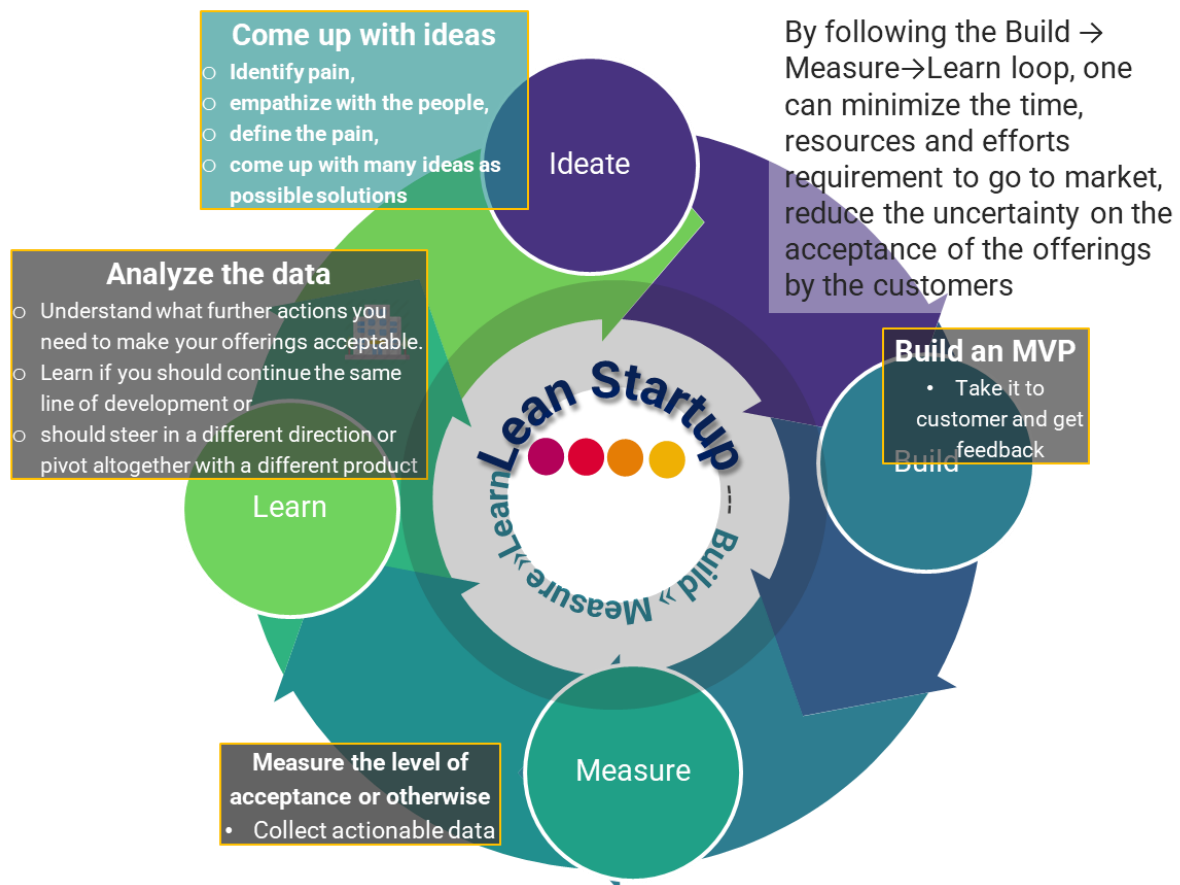 Come up with ideas
○ Identify pain,
○ empathize with the people,
○ define the pain,
○ come up with many ideas as
possible solutions
Ideate
By following the Build →
Measure→Learn loop, one
can minimize the time,
resources and efforts
requirement to go to market,
reduce the uncertainty on the
acceptance of the offerings
by the customers
Analyze the data
○ Understand what further actions you
need to make your offerings acceptable.
○ Learn if you should continue the same
line of development or
○ should steer in a different direction or
pivot altogether with a different product
Learn
Build an MVP
• Take it to
customer and get
feedback
Build
Lean Startup
--- Build » Measure » Learn
Measure the level of
acceptance or otherwise
• Collect actionable data
Measure